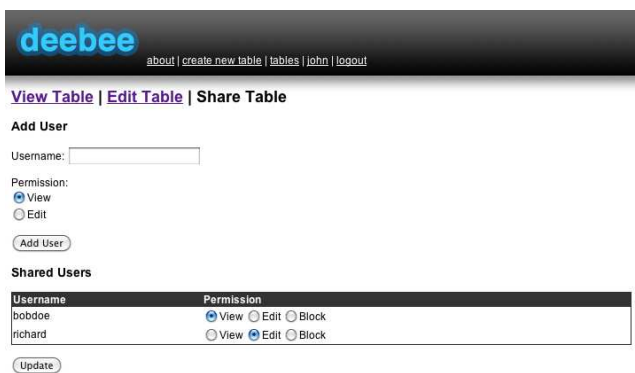 deebee
about | create new table | tables | john | logout
View Table | Edit Table | Share Table
Add User
Username:
Permission:
View
Edit
Add User
Shared Users
Username Permission
bobdoe View Edit Block
richard View Edit Block
Update